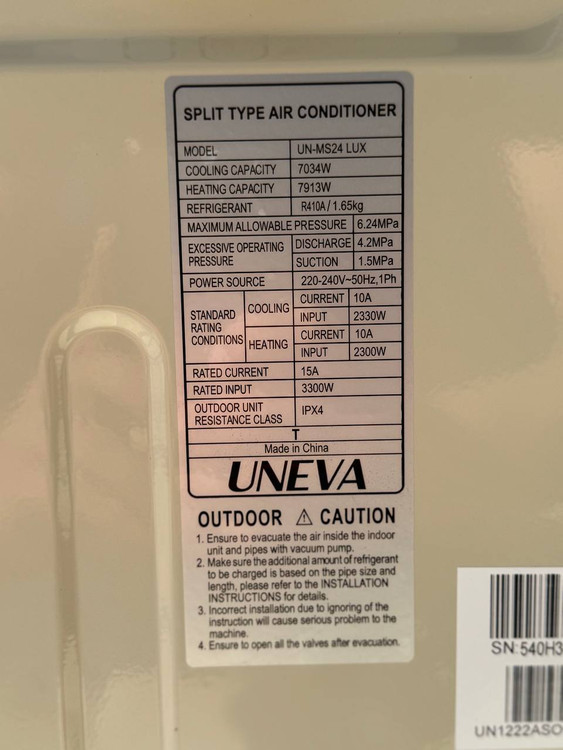 SPLIT TYPE AIR CONDITIONER
MODEL UN-MS24 LUX
COOLING CAPACITY 7034W
HEATING CAPACITY 7913W
REFRIGERANT R410A / 1.65kg
MAXIMUM ALLOWABLE PRESSURE 6.24MPa
EXCESSIVE OPERATING PRESSURE DISCHARGE 4.2MPa
SUCTION 1.5MPa
POWER SOURCE 220-240V~50Hz,1Ph
STANDARD RATING CONDITIONS COOLING CURRENT 10A
INPUT 2330W
HEATING CURRENT 10A
INPUT 2300W
RATED CURRENT 15A
RATED INPUT 3300W
OUTDOOR UNIT RESISTANCE CLASS IPX4
T
Made in China
UNEVA
OUTDOOR ⚠ CAUTION
1. Ensure to evacuate the air inside the indoor
unit and pipes with vacuum pump.
2. Make sure the additional amount of refrigerant
to be charged is based on the pipe size and
length, please refer to the INSTALLATION
INSTRUCTIONS for details.
3. Incorrect installation due to ignoring of the
instruction will cause serious problem to the
machine.
4. Ensure to open all the valves after evacuation.
SN:540H3
UN1222ASO